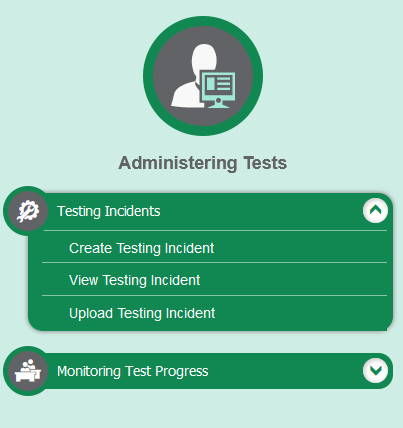 Administering Tests
Testing Incidents
Create Testing Incident
View Testing Incident
Upload Testing Incident
Monitoring Test Progress